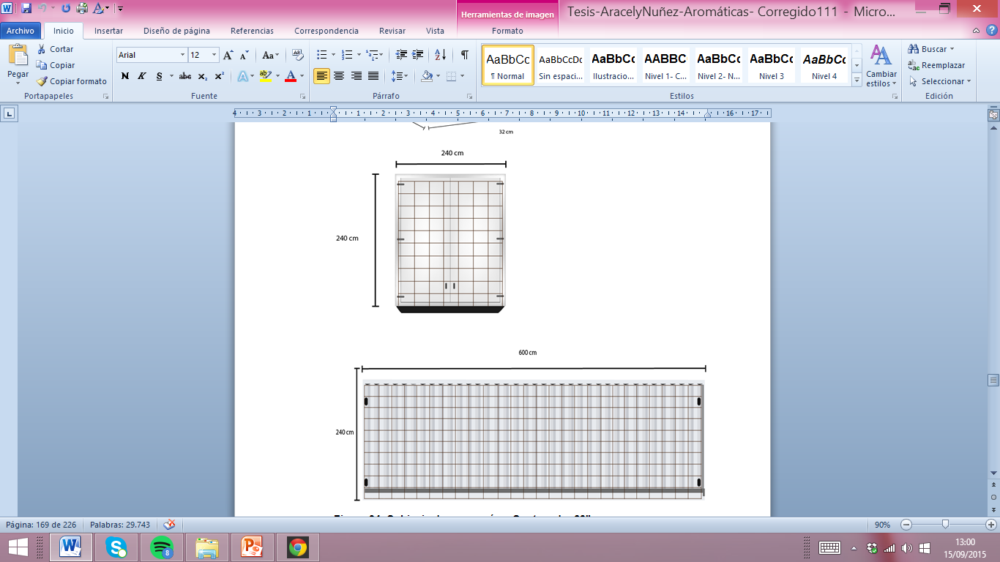 Herramientas de imagen
Tesis-AracelyNuñez-Aromáticas- Corregido111 - Micro...
Archivo Inicio Insertar Diseño de página Referencias Correspondencia Revisar Vista Formato
Pegar
Cortar
Copiar
Copiar formato
Portapapeles
Arial 12
N K S abc x₂ x² Aa
Fuente
Párrafo
AaBbCc AaBbCcDc AaBbCc AABBC AaBbCc AaBbCc AaBbCc
¶ Normal Sin espaci... Ilustracio... Nivel 1- C... Nivel 2- N... Nivel 3 Nivel 4
Cambiar estilos
Estilos
Buscar
Reemplazar
Seleccionar
Edición
4 3 2 1 1 2 3 4 5 6 7 8 9 10 11 12 13 14 16 17
32 cm
240 cm
240 cm
600 cm
240 cm
Página: 169 de 226 Palabras: 29.743
90%
8
13:00
15/09/2015